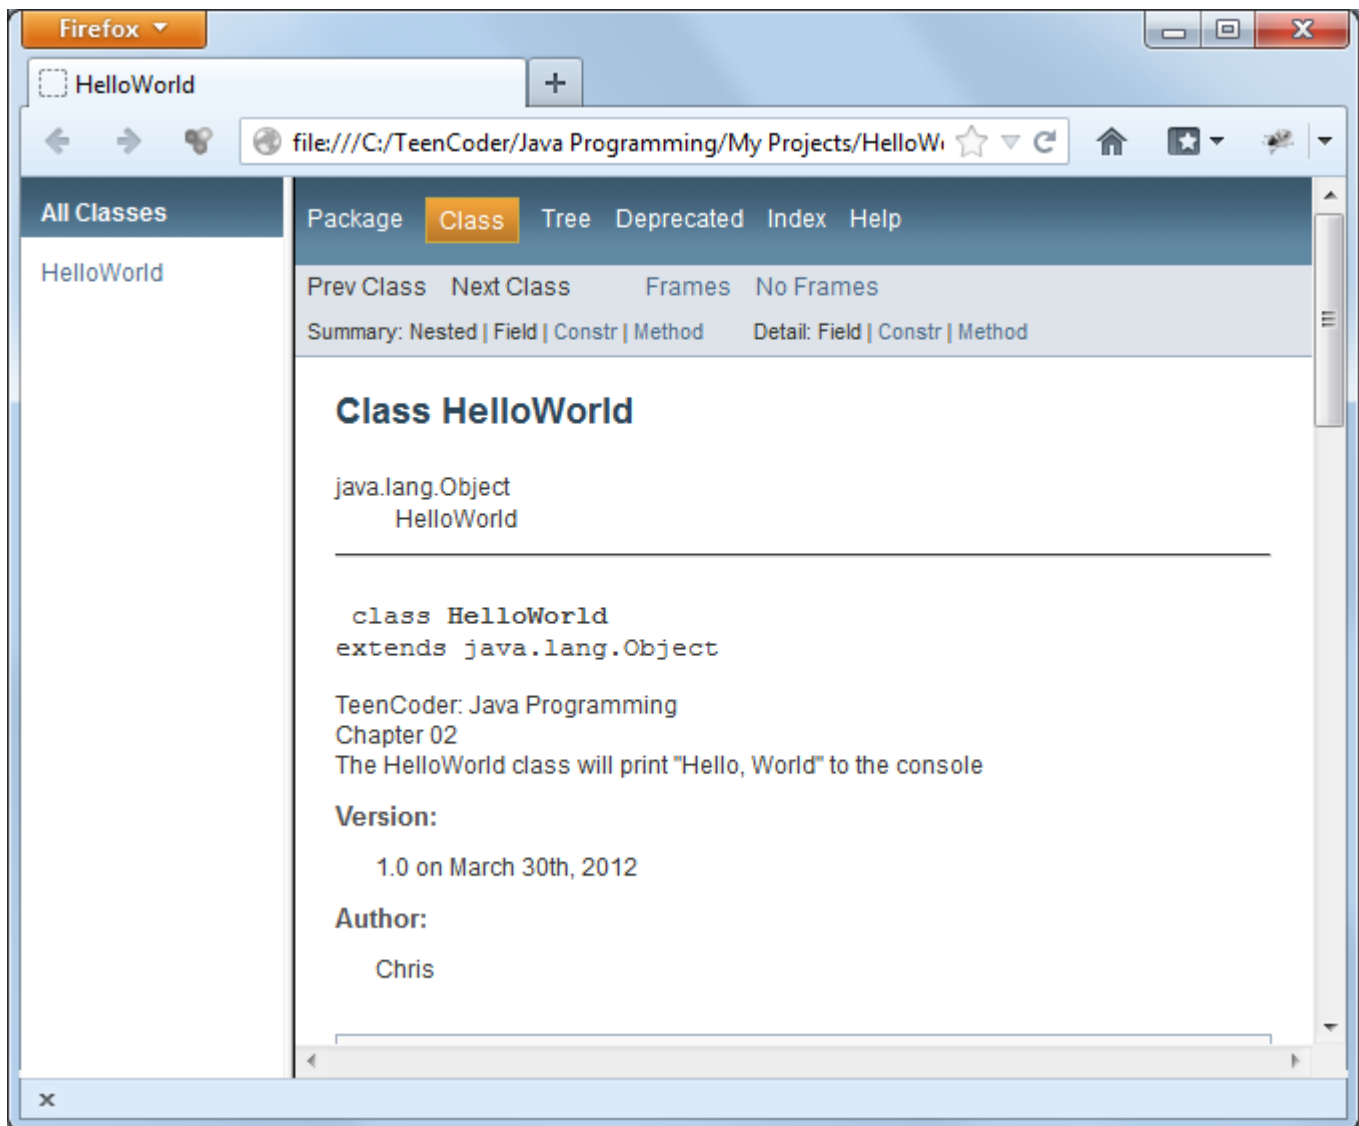 Firefox
HelloWorld
file:///C:/TeenCoder/Java Programming/My Projects/HelloW
All Classes
HelloWorld
Package Class Tree Deprecated Index Help
Prev Class Next Class Frames No Frames
Summary: Nested | Field | Constr | Method Detail: Field | Constr | Method
Class HelloWorld
java.lang.Object
HelloWorld
class HelloWorld
extends java.lang.Object
TeenCoder: Java Programming
Chapter 02
The HelloWorld class will print "Hello, World" to the console
Version:
1.0 on March 30th, 2012
Author:
Chris